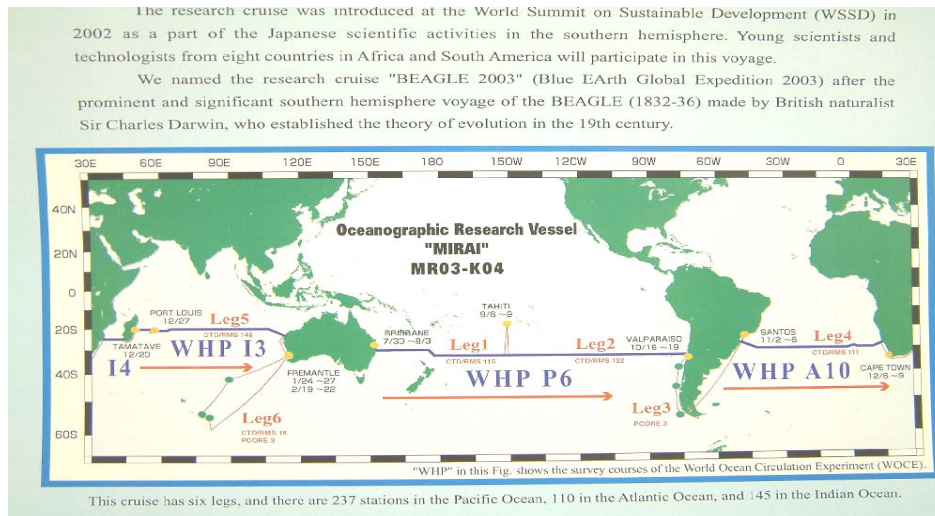 The research cruise was introduced at the World Summit on Sustainable Development (WSSD) in
2002 as a part of the Japanese scientific activities in the southern hemisphere. Young scientists and
technologists from eight countries in Africa and South America will participate in this voyage.
We named the research cruise "BEAGLE 2003" (Blue EArth Global Expedition 2003) after the
prominent and significant southern hemisphere voyage of the BEAGLE (1832-36) made by British naturalist
Sir Charles Darwin, who established the theory of evolution in the 19th century.
30E 60E 90E 120E 150E 180 150W 120W 90W 60W 30W 0 30E
40N
20N
0
20S
40S
60S
Oceanographic Research Vessel
"MIRAI"
MR03-K04
PORT LOUIS
12/27
Leg5
CTD/RMS 146
TAMATAVE
12/20
WHP I3
I4
FREMANTLE
1/24 ~27
2/19 ~22
Leg6
CTD/RMS 18
PCORE 3
BRISBANE
7/30 ~8/3
TAHITI
9/6 ~9
Leg1
CTD/RMS 115
Leg2
CTD/RMS 122
WHP P6
VALPARAISO
10/16 ~19
Leg3
PCORE 3
SANTOS
11/2 ~6
Leg4
CTD/RMS 111
WHP A10
CAPE TOWN
12/6 ~9
"WHP" in this Fig. shows the survey courses of the World Ocean Circulation Experiment (WOCE).
This cruise has six legs, and there are 237 stations in the Pacific Ocean, 110 in the Atlantic Ocean, and 145 in the Indian Ocean.